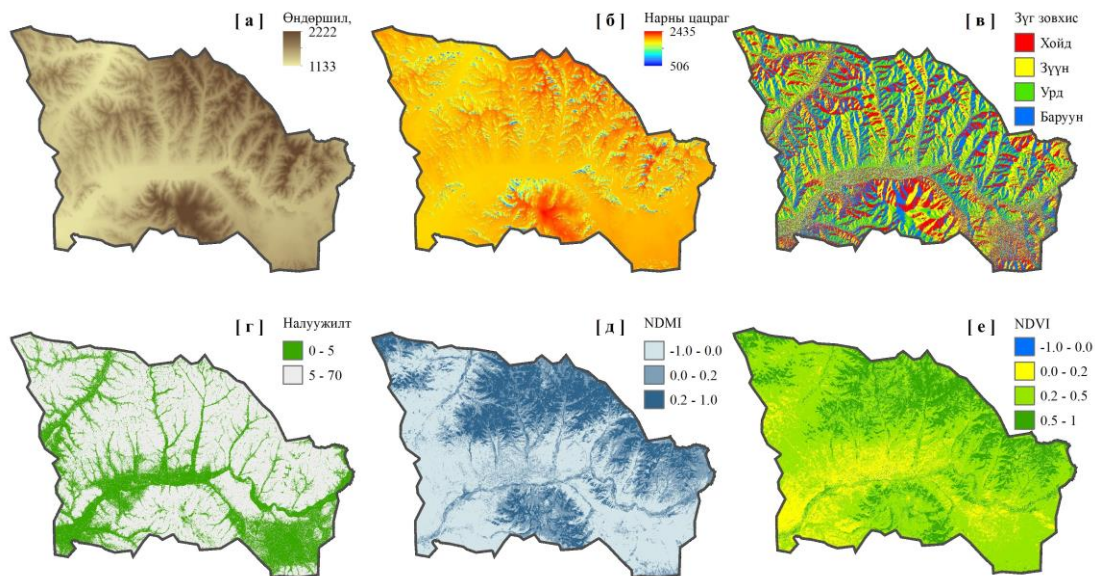 [ а ]
Өндөршил,
2222
1133
[ б ]
Нарны цацраг
2435
506
[ в ]
Зүг зовхис
Хойд
Зүүн
Урд
Баруун
[ г ]
Налуужилт
0 - 5
5 - 70
[ д ]
NDMI
-1.0 - 0.0
0.0 - 0.2
0.2 - 1.0
[ е ]
NDVI
-1.0 - 0.0
0.0 - 0.2
0.2 - 0.5
0.5 - 1